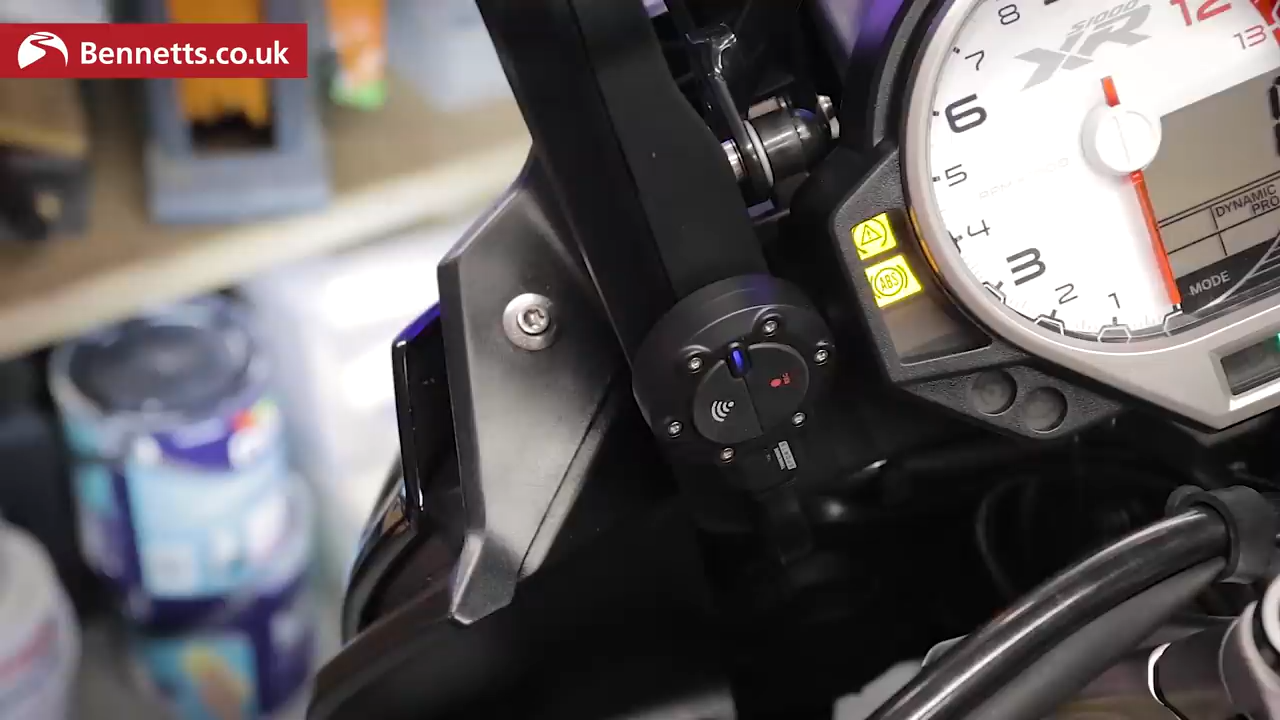 Bennetts.co.uk
S1000
XR
8
12
13
7
6
5
4
3
2
1
DYNAMIC
PRO
MODE
ABS